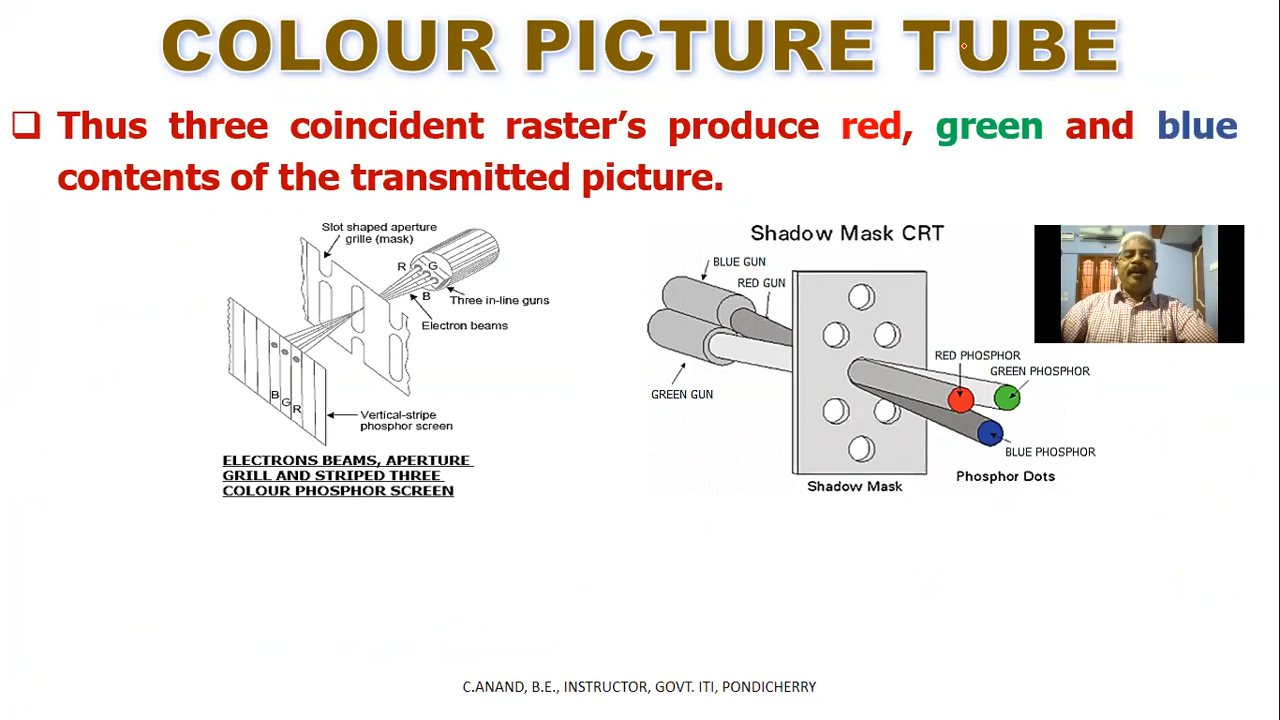 COLOUR PICTURE TUBE
❑ Thus three coincident raster's produce red, green and blue
contents of the transmitted picture.
Slot shaped aperture
grille (mask)
R
G
B
Three in-line guns
Electron beams
B
G
R
Vertical-stripe
phosphor screen
ELECTRONS BEAMS, APERTURE
GRILL AND STRIPED THREE
COLOUR PHOSPHOR SCREEN
Shadow Mask CRT
BLUE GUN
RED GUN
GREEN GUN
RED PHOSPHOR
GREEN PHOSPHOR
BLUE PHOSPHOR
Phosphor Dots
Shadow Mask
C.ANAND, B.E., INSTRUCTOR, GOVT. ITI, PONDICHERRY